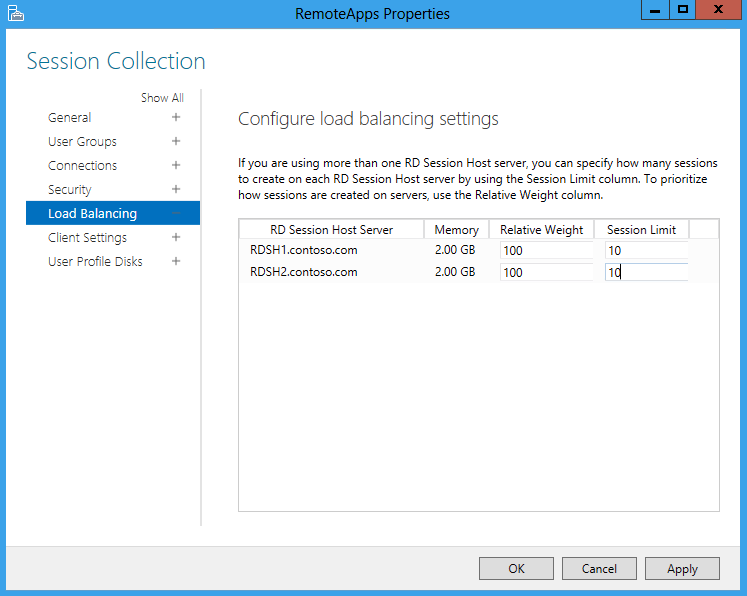 RemoteApps Properties
Session Collection
Show All
General +
User Groups +
Connections +
Security +
Load Balancing –
Client Settings +
User Profile Disks +
Configure load balancing settings
If you are using more than one RD Session Host server, you can specify how many sessions
to create on each RD Session Host server by using the Session Limit column. To prioritize
how sessions are created on servers, use the Relative Weight column.
RD Session Host Server Memory Relative Weight Session Limit
RDSH1.contoso.com 2.00 GB 100 10
RDSH2.contoso.com 2.00 GB 100 10
OK Cancel Apply